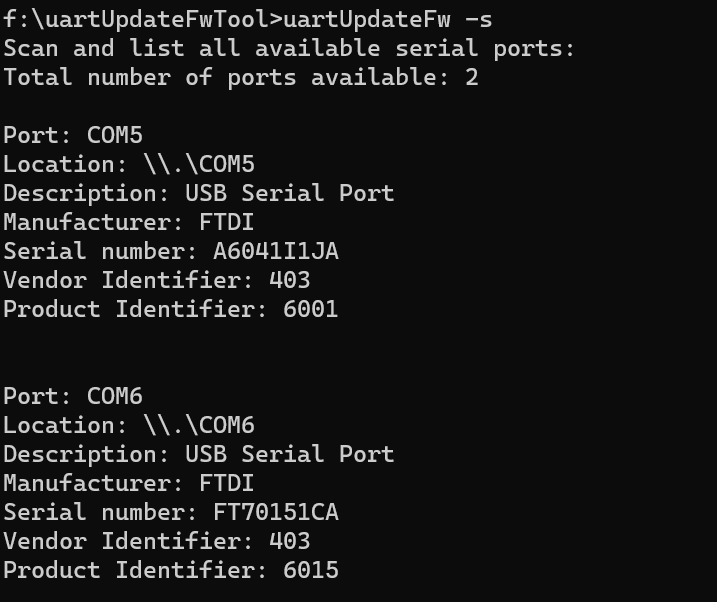 f:\uartUpdateFwTool>uartUpdateFw -s
Scan and list all available serial ports:
Total number of ports available: 2
Port: COM5
Location: \\.\COM5
Description: USB Serial Port
Manufacturer: FTDI
Serial number: A6041I1JA
Vendor Identifier: 403
Product Identifier: 6001
Port: COM6
Location: \\.\COM6
Description: USB Serial Port
Manufacturer: FTDI
Serial number: FT70151CA
Vendor Identifier: 403
Product Identifier: 6015